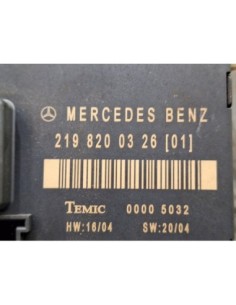 MERCEDES BENZ
219 820 03 26 [01]
TEMIC 0000 5032
HW:16/04 SW:20/04